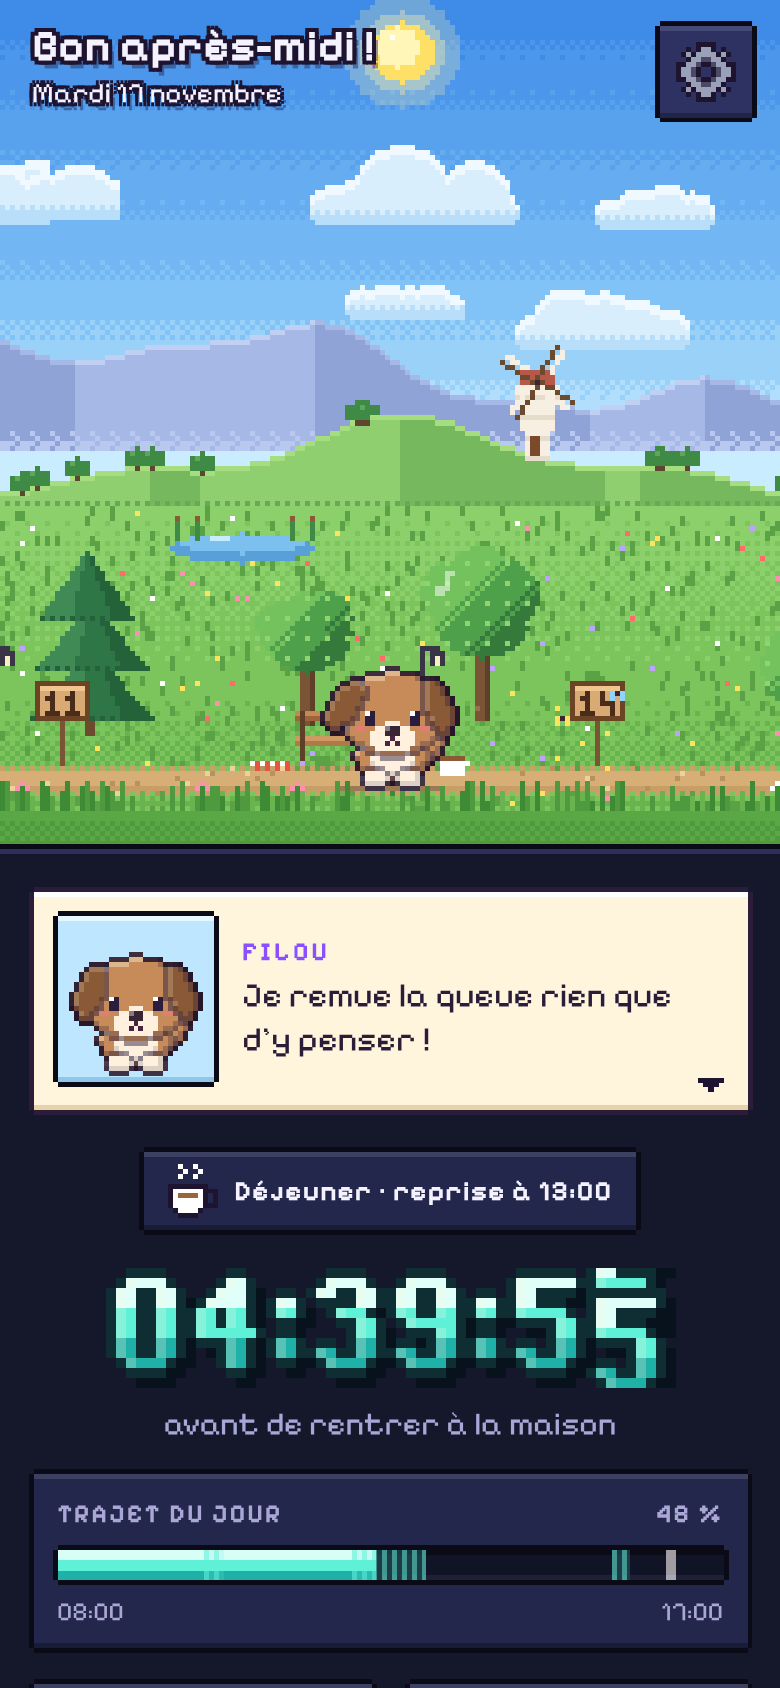 Bon après-midi !
Mardi 17 novembre
11
14
FILOU
Je remue la queue rien que
d'y penser !
Déjeuner · reprise à 13:00
04:39:55
avant de rentrer à la maison
TRAJET DU JOUR
48 %
08:00
17:00